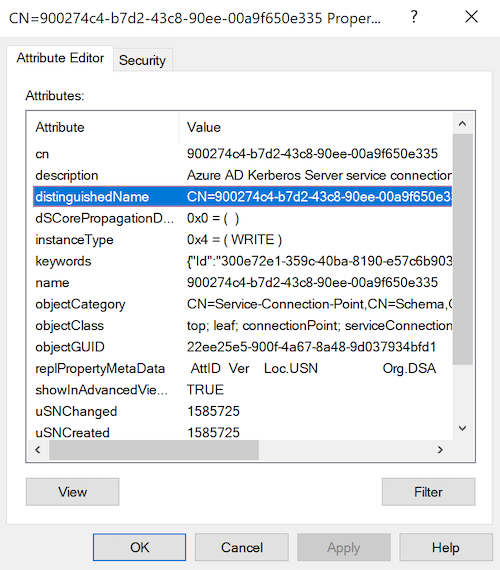 CN=900274c4-b7d2-43c8-90ee-00a9f650e335 Proper... ? ×
Attribute Editor Security
Attributes:
Attribute Value
cn 900274c4-b7d2-43c8-90ee-00a9f650e335
description Azure AD Kerberos Server service connection
distinguishedName CN=900274c4-b7d2-43c8-90ee-00a9f650e33
dSCorePropagationD... 0x0 = ( )
instanceType 0x4 = ( WRITE )
keywords {"Id":"300e72e1-359c-40ba-8190-e57c6b903
name 900274c4-b7d2-43c8-90ee-00a9f650e335
objectCategory CN=Service-Connection-Point,CN=Schema,C
objectClass top; leaf; connectionPoint; serviceConnection
objectGUID 22ee25e5-900f-4a67-8a48-9d037934bfd1
replPropertyMetaData AttID Ver Loc.USN Org.DSA
showInAdvancedVie... TRUE
uSNChanged 1585725
uSNCreated 1585725
View Filter
OK Cancel Apply Help